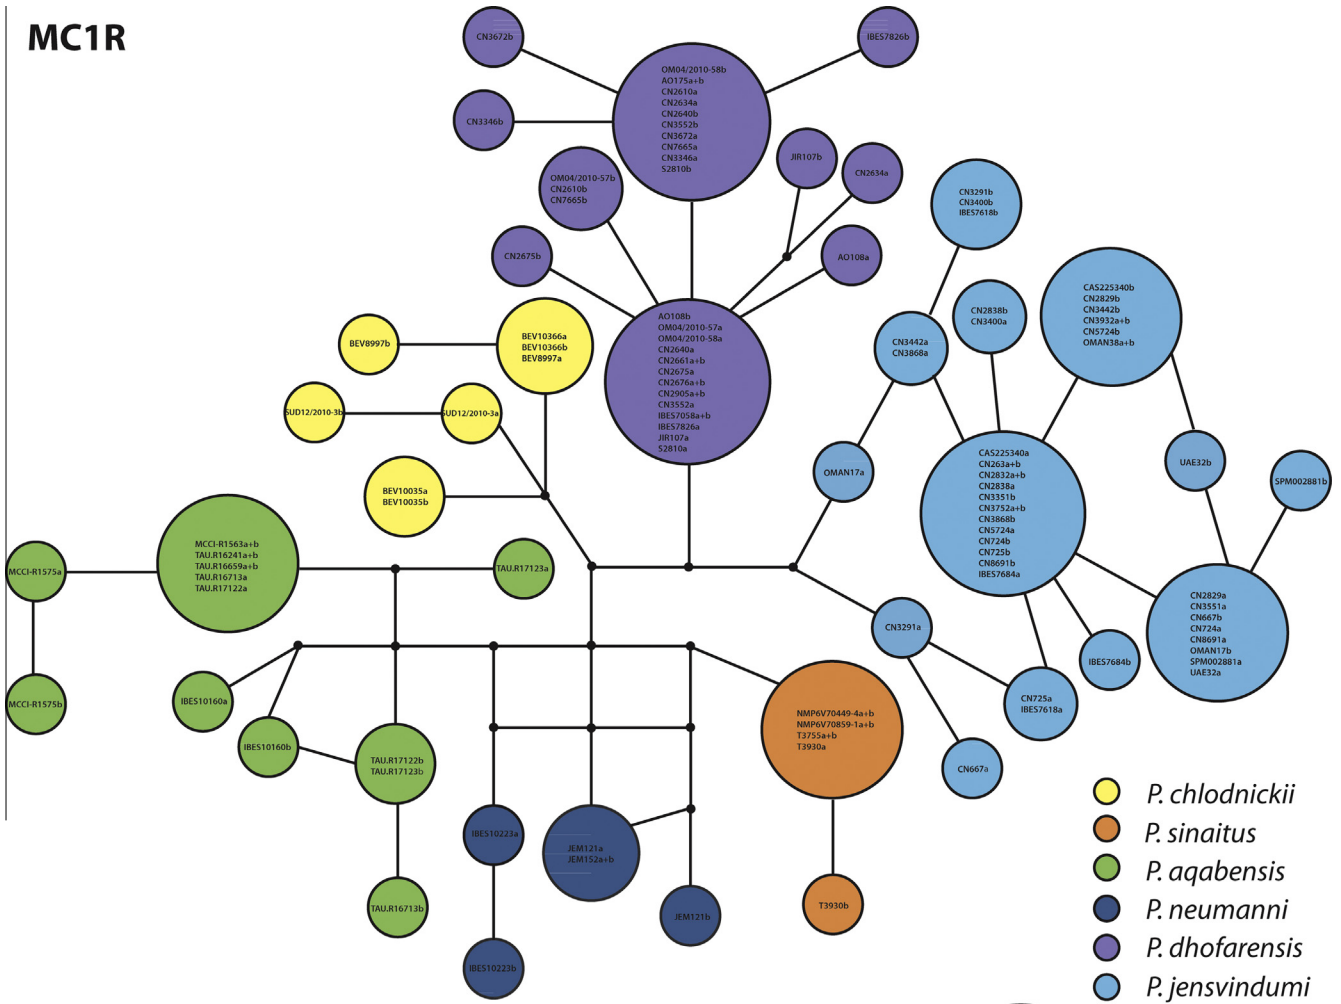 MC1R
CN3672b
IBES7826b
OM04/2010-58b
AO175a+b
CN2610a
CN2634a
CN2640b
CN3552b
CN3672a
CN7665a
CN3346a
S2810b
CN3346b
JIR107b
CN2634a
OM04/2010-57b
CN2610b
CN7665b
CN3291b
CN3400b
IBES7618b
CN2675b
AO108a
CAS225340b
CN2829b
CN3442b
CN3932a+b
CN5724b
OMAN38a+b
CN2838b
CN3400a
AO108b
OM04/2010-57a
OM04/2010-58a
CN2640a
CN2661a+b
CN2675a
CN2676a+b
CN2905a+b
CN3552a
IBES7058a+b
IBES7826a
JIR107a
S2810a
BEV8997b
BEV10366a
BEV10366b
BEV8997a
CN3442a
CN3868a
SUD12/2010-3b
SUD12/2010-3a
OMAN17a
CAS225340a
CN263a+b
CN2832a+b
CN2838a
CN3351b
CN3752a+b
CN3868b
CN5724a
CN724b
CN725b
CN8691b
IBES7684a
UAE32b
SPM002881b
BEV10035a
BEV10035b
MCCI-R1575a
MCCI-R1563a+b
TAU.R16241a+b
TAU.R16659a+b
TAU.R16713a
TAU.R17122a
TAU.R17123a
CN2829a
CN3551a
CN667b
CN724a
CN8691a
OMAN17b
SPM002881a
UAE32a
CN3291a
IBES7684b
MCCI-R1575b
IBES10160a
CN725a
IBES7618a
NMP6V70449-4a+b
NMP6V70859-1a+b
T3755a+b
T3930a
IBES10160b
TAU.R17122b
TAU.R17123b
CN667a
P. chlodnickii
P. sinaitus
IBES10223a
JEM121a
JEM152a+b
P. aqabensis
TAU.R16713b
JEM121b
T3930b
P. neumanni
P. dhofarensis
IBES10223b
P. jensvindumi